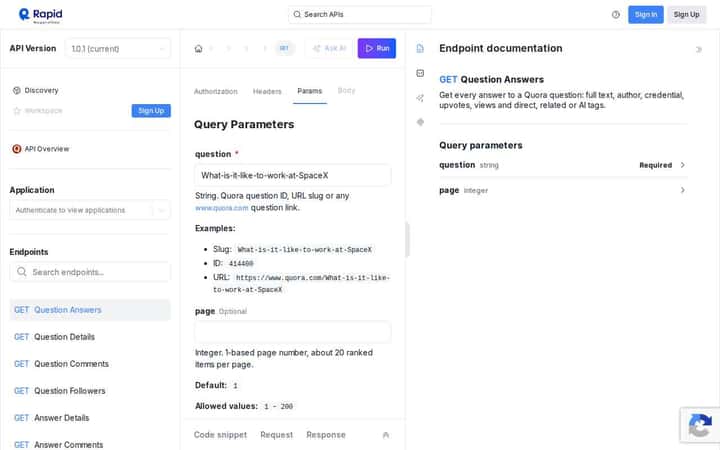 Rapid
Search APIs
Sign In
Sign Up
API Version
1.0.1 (current)
GET
Ask AI
Run
Discovery
Workspace
Sign Up
API Overview
Application
Authenticate to view applications
Endpoints
Search endpoints...
GET Question Answers
GET Question Details
GET Question Comments
GET Question Followers
GET Answer Details
GET Answer Comments
Authorization
Headers
Params
Body
Query Parameters
question *
What-is-it-like-to-work-at-SpaceX
String. Quora question ID, URL slug or any
www.quora.com question link.
Examples:
Slug: What-is-it-like-to-work-at-SpaceX
ID: 414400
URL: https://www.quora.com/What-is-it-like-
to-work-at-SpaceX
page Optional
Integer. 1-based page number, about 20 ranked
items per page.
Default: 1
Allowed values: 1 - 200
Code snippet
Request
Response
Endpoint documentation
GET Question Answers
Get every answer to a Quora question: full text, author, credential,
upvotes, views and direct, related or AI tags.
Query parameters
question string
Required
page integer